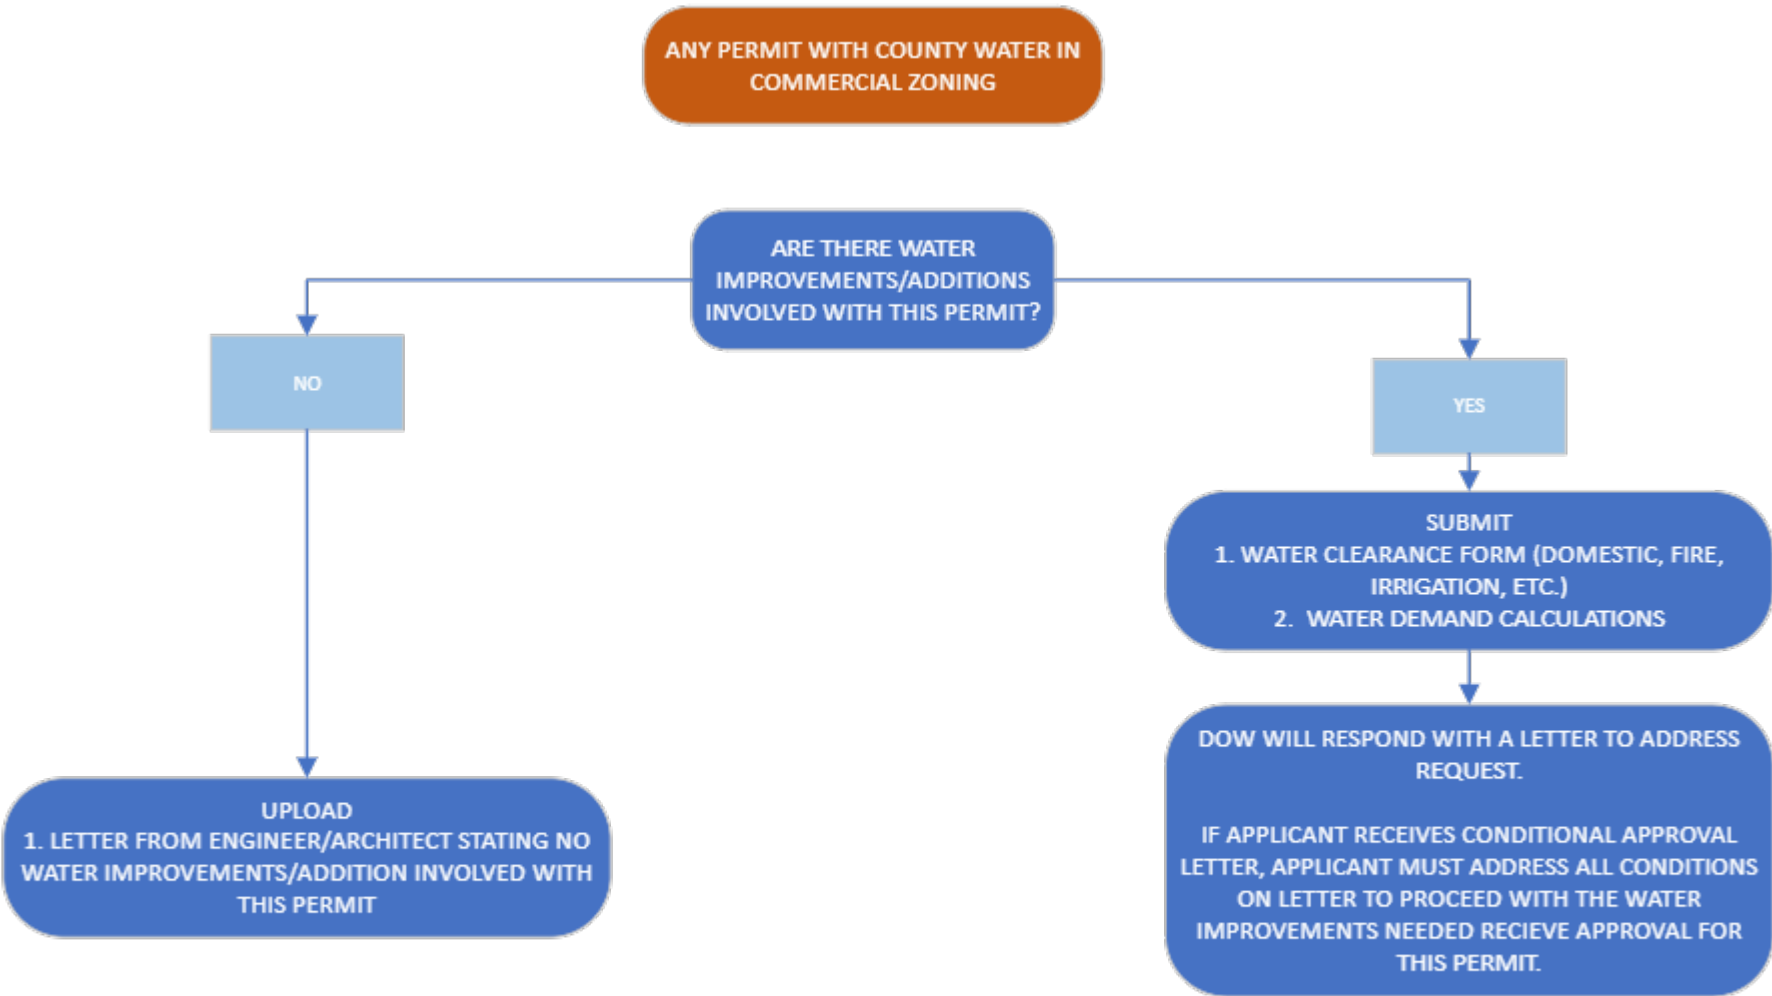 ANY PERMIT WITH COUNTY WATER IN
COMMERCIAL ZONING
ARE THERE WATER
IMPROVEMENTS/ADDITIONS
INVOLVED WITH THIS PERMIT?
NO
YES
SUBMIT
1. WATER CLEARANCE FORM (DOMESTIC, FIRE,
IRRIGATION, ETC.)
2. WATER DEMAND CALCULATIONS
UPLOAD
1. LETTER FROM ENGINEER/ARCHITECT STATING NO
WATER IMPROVEMENTS/ADDITION INVOLVED WITH
THIS PERMIT
DOW WILL RESPOND WITH A LETTER TO ADDRESS
REQUEST.
IF APPLICANT RECEIVES CONDITIONAL APPROVAL
LETTER, APPLICANT MUST ADDRESS ALL CONDITIONS
ON LETTER TO PROCEED WITH THE WATER
IMPROVEMENTS NEEDED RECIEVE APPROVAL FOR
THIS PERMIT.